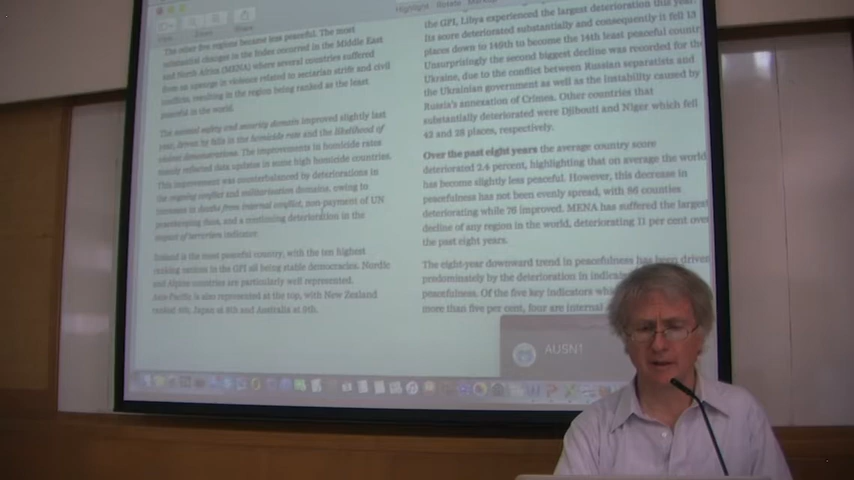 Highlight Rotate Markup
View Zoom Share
The other five regions became less peaceful. The most
substantial changes in the Index occurred in the Middle East
and North Africa (MENA) where several countries suffered
from an upsurge in violence related to sectarian strife and civil
conflict, resulting in the region being ranked as the least
peaceful in the world.
The societal safety and security domain improved slightly last
year, driven by falls in the homicide rate and the likelihood of
violent demonstrations. The improvements in homicide rates
mainly reflected data updates in some high homicide countries.
This improvement was counterbalanced by deteriorations in
the ongoing conflict and militarisation domains, owing to
increases in deaths from internal conflict, non-payment of UN
peacekeeping dues, and a continuing deterioration in the
impact of terrorism indicator.
Iceland is the most peaceful country, with the ten highest
ranking nations in the GPI all being stable democracies. Nordic
and Alpine countries are particularly well represented.
Asia-Pacific is also represented at the top, with New Zealand
ranked 4th, Japan at 8th and Australia at 9th.
the GPI, Libya experienced the largest deterioration this year.
Its score deteriorated substantially and consequently it fell 13
places down to 149th to become the 14th least peaceful countr
Unsurprisingly the second biggest decline was recorded for the
Ukraine, due to the conflict between Russian separatists and
the Ukrainian government as well as the instability caused by
Russia's annexation of Crimea. Other countries that
substantially deteriorated were Djibouti and Niger which fell
42 and 28 places, respectively.
Over the past eight years the average country score
deteriorated 2.4 percent, highlighting that on average the world
has become slightly less peaceful. However, this decrease in
peacefulness has not been evenly spread, with 86 counties
deteriorating while 76 improved. MENA has suffered the largest
decline of any region in the world, deteriorating 11 per cent over
the past eight years.
The eight-year downward trend in peacefulness has been driven
predominately by the deterioration in indicat
peacefulness. Of the five key indicators whi
more than five per cent, four are internal
AUSNT